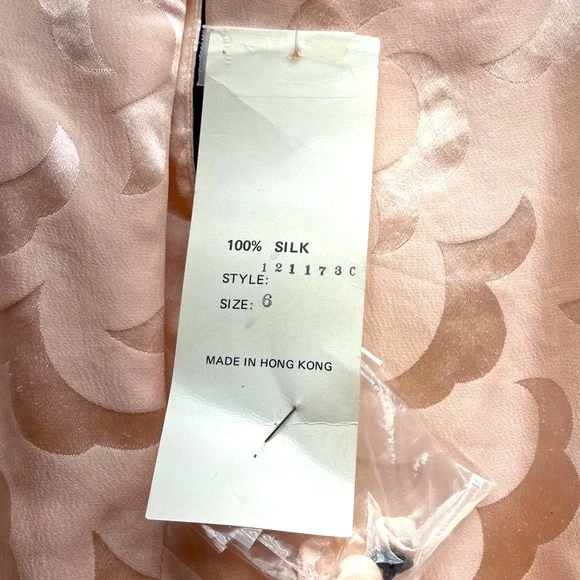 100% SILK
STYLE: 121173C
SIZE: 6
MADE IN HONG KONG